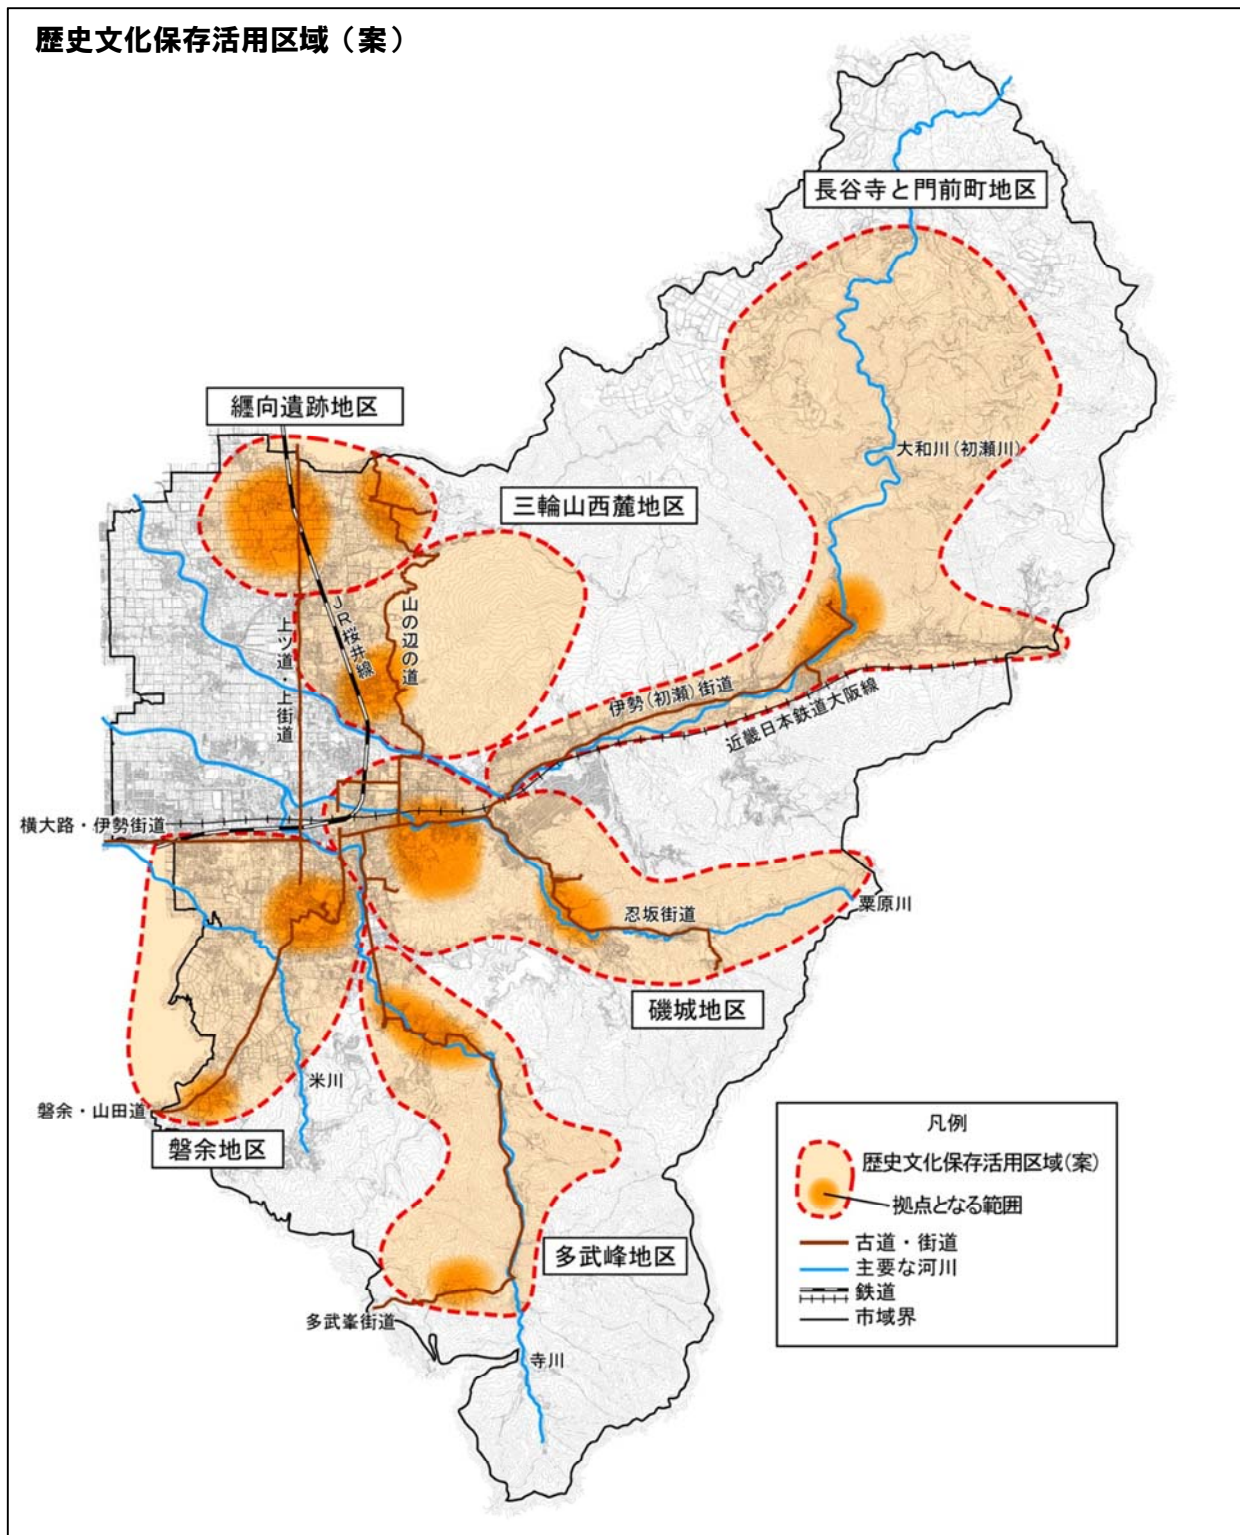 歴史文化保存活用区域（案）
長谷寺と門前町地区
纒向遺跡地区
大和川（初瀬川）
三輪山西麓地区
山の辺の道
JR桜井線
上ツ道・上街道
伊勢（初瀬）街道
近畿日本鉄道大阪線
横大路・伊勢街道
忍坂街道
粟原川
磯城地区
米川
磐余・山田道
磐余地区
多武峰地区
多武峯街道
寺川
凡例
歴史文化保存活用区域（案）
拠点となる範囲
古道・街道
主要な河川
鉄道
市域界